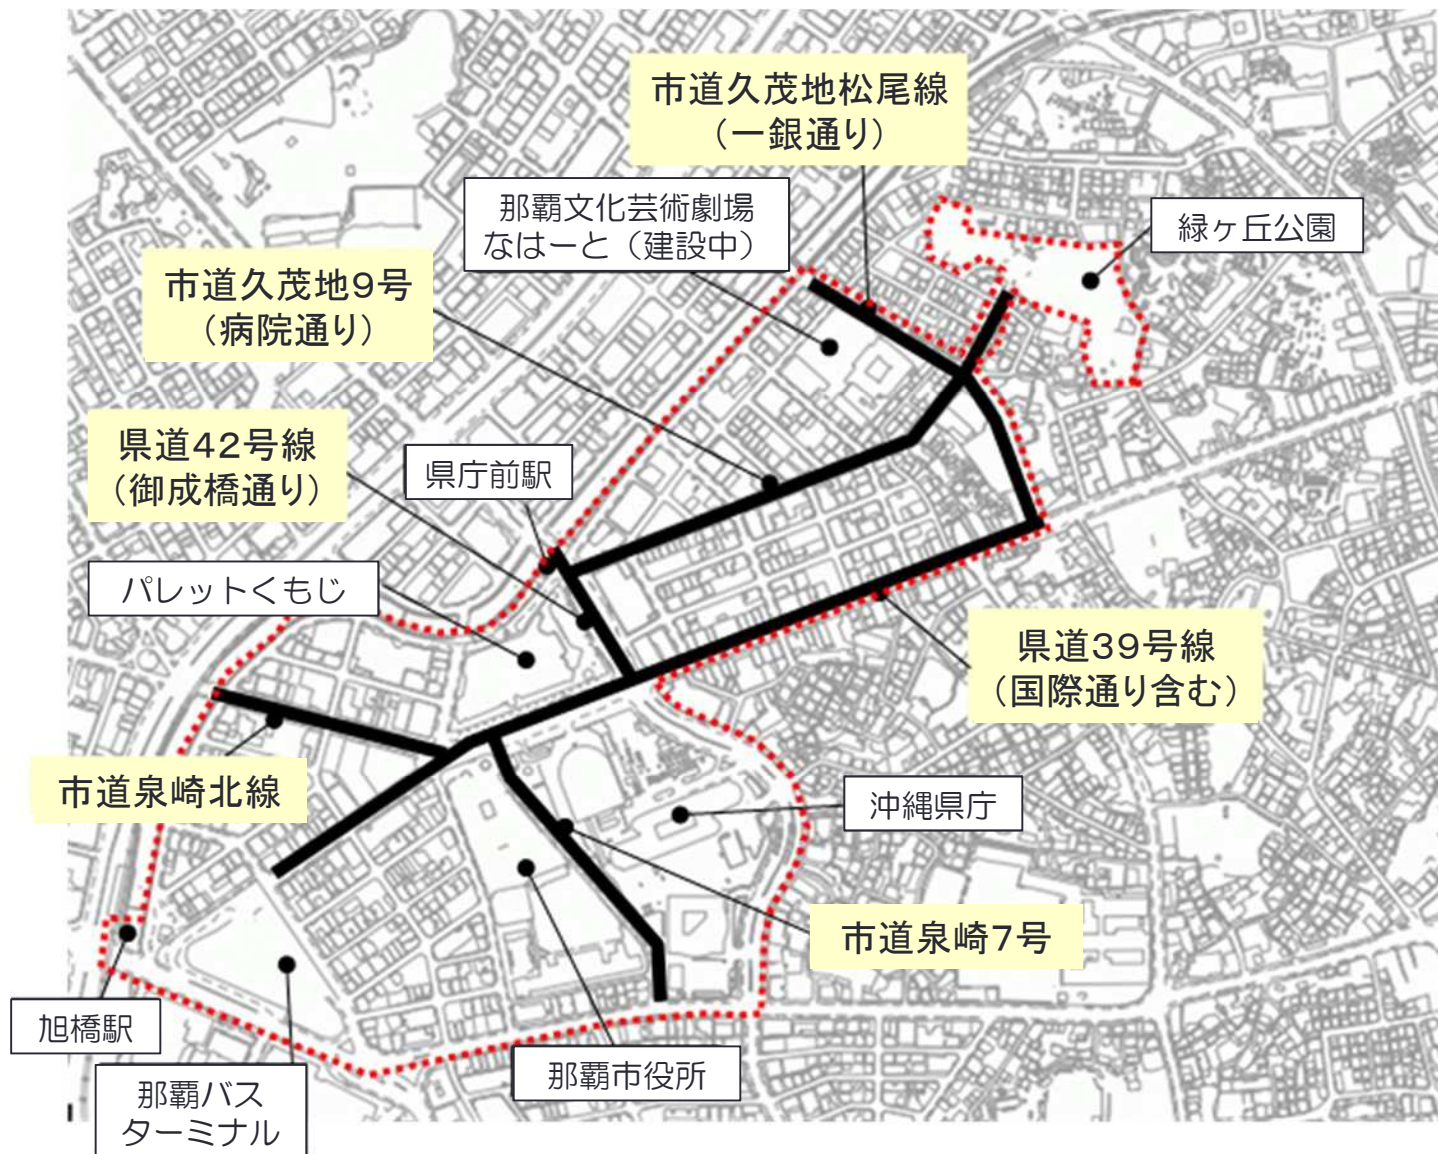 市道久茂地松尾線
（一銀通り）
那覇文化芸術劇場
なはーと（建設中）
緑ヶ丘公園
市道久茂地9号
（病院通り）
県道42号線
（御成橋通り）
県庁前駅
パレットくもじ
県道39号線
（国際通り含む）
市道泉崎北線
沖縄県庁
市道泉崎7号
旭橋駅
那覇市役所
那覇バス
ターミナル